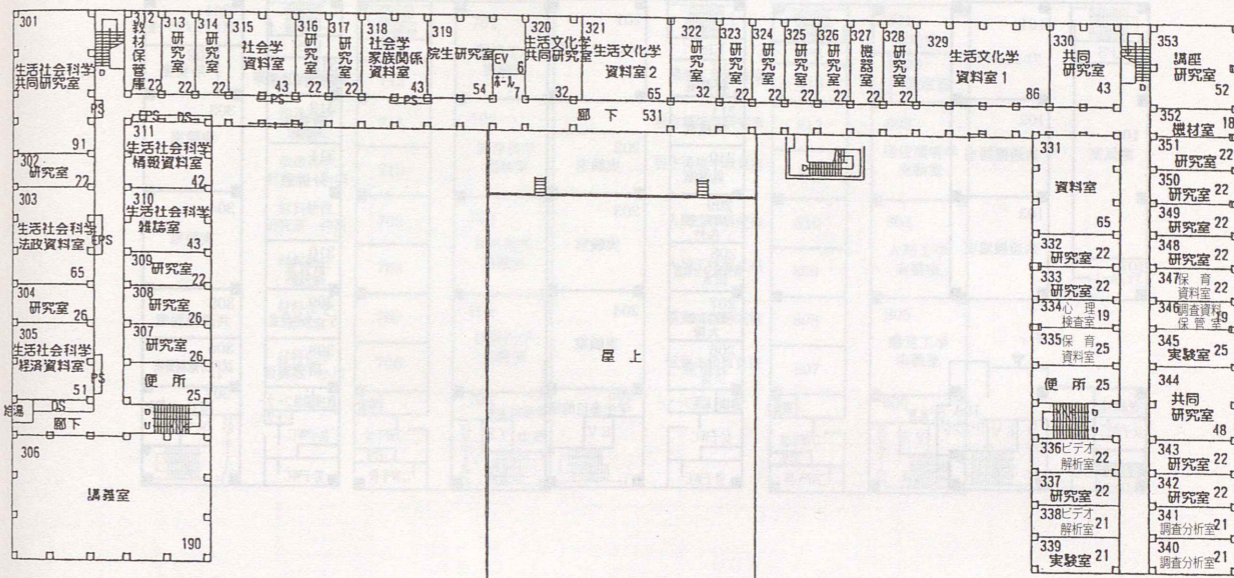 301
生活社会科学
共同研究室
91
302
研究室
22
303
生活社会科学
法政資料室
65
304
研究室
26
305
生活社会科学
経済資料室
51
DS
廊下
306
講義室
190
D
PS
EPS
PS
312
教材保管庫
22
313
研究室
22
314
研究室
22
315
社会学
資料室
43
PS
316
研究室
22
317
研究室
22
318
社会学
家族関係
資料室
43
PS
319
院生研究室
54
EV
6
ホール
7
320
生活文化学
共同研究室
32
321
生活文化学
資料室2
65
322
研究室
32
323
研究室
22
324
研究室
22
325
研究室
22
326
研究室
22
327
機器室
22
328
研究室
22
329
生活文化学
資料室1
86
330
共同
研究室
43
D
EPS
DS
廊下
531
311
生活社会科学
情報資料室
42
310
生活社会科学
雑誌室
43
309
研究室
22
308
研究室
26
307
研究室
26
便所
25
D
U
屋上
331
資料室
65
332
研究室
22
333
研究室
22
334
心理
検査室
19
335
保育
資料室
25
便所
25
D
U
336
ビデオ
解析室
22
337
研究室
22
338
ビデオ
解析室
21
339
実験室
21
353
講座
研究室
52
352
機材室
18
351
研究室
22
350
研究室
22
349
研究室
22
348
研究室
22
347
保育
資料室
22
346
調査資料
保管室
19
345
実験室
25
344
共同
研究室
48
343
研究室
22
342
研究室
22
341
調査分析室
21
340
調査分析室
21